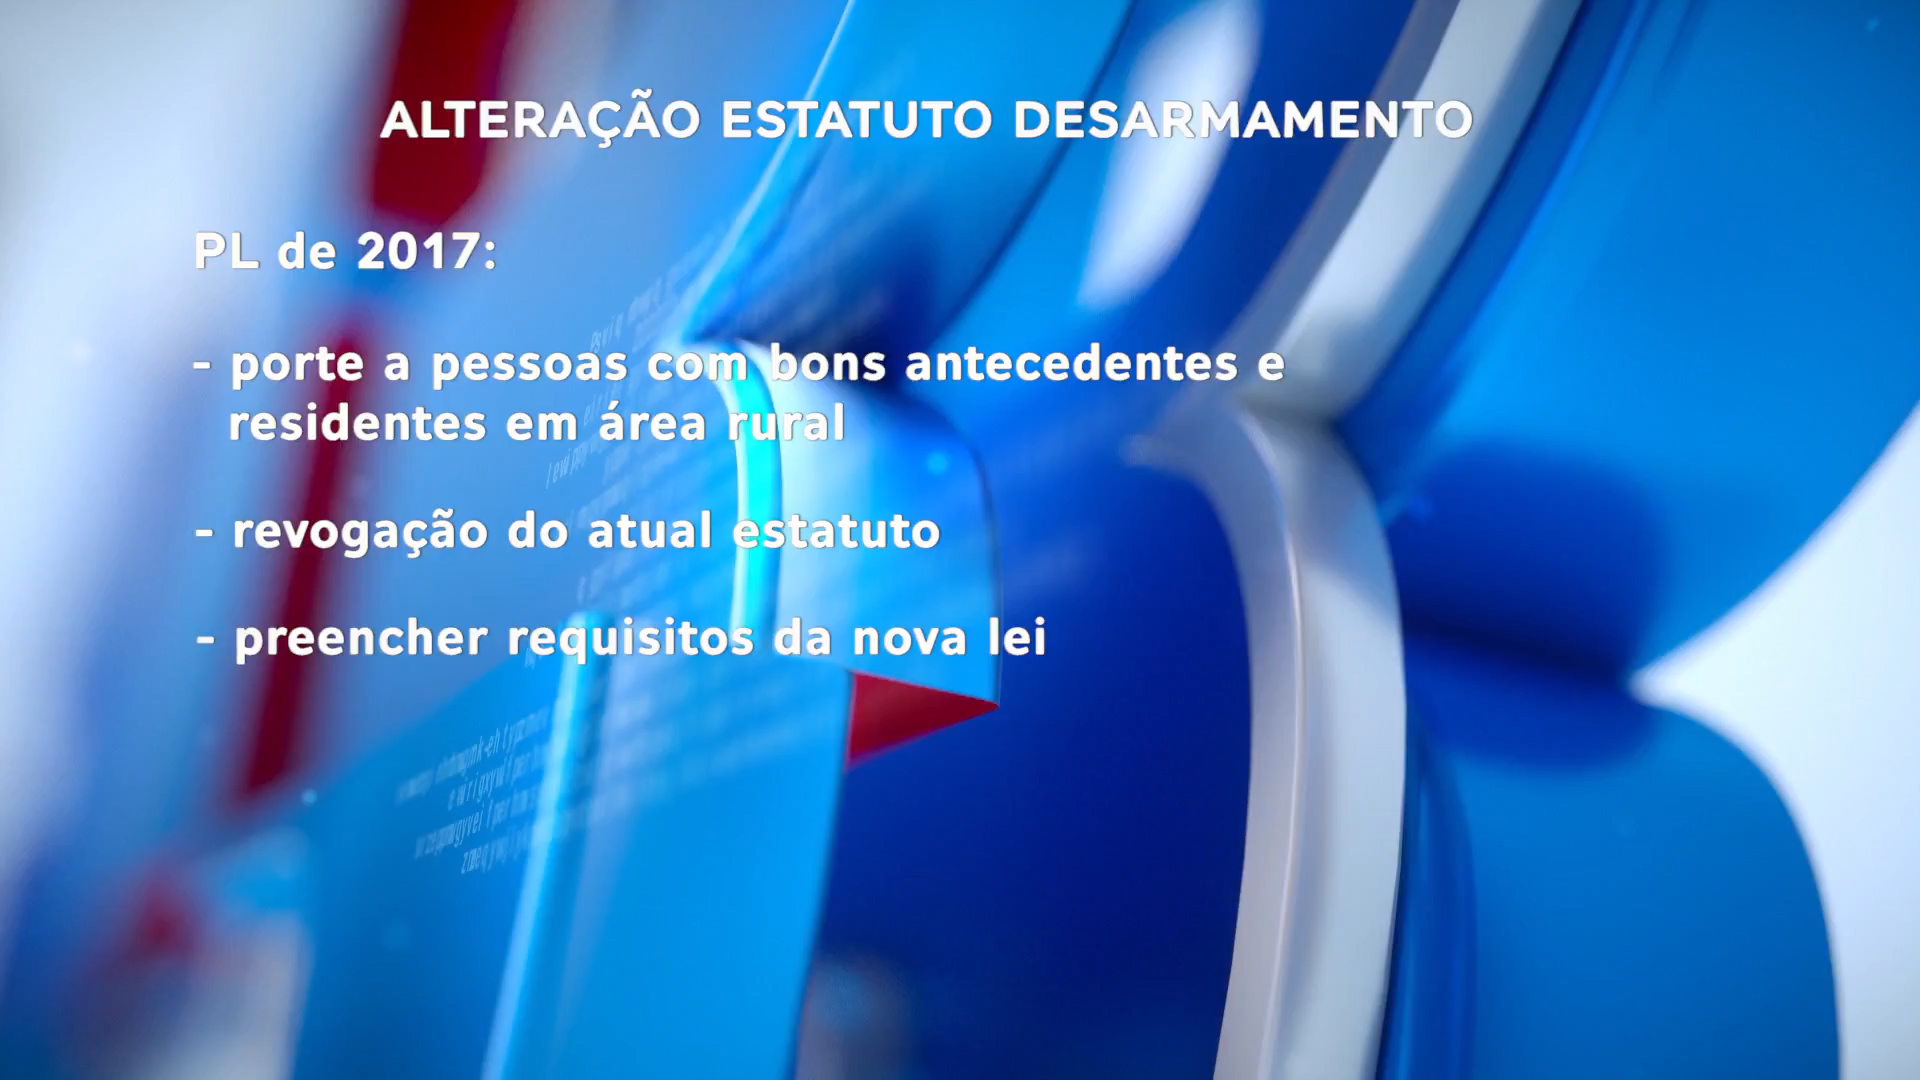 ALTERAÇÃO ESTATUTO DESARMAMENTO
PL de 2017:
- porte a pessoas com bons antecedentes e
residentes em área rural
- revogação do atual estatuto
- preencher requisitos da nova lei